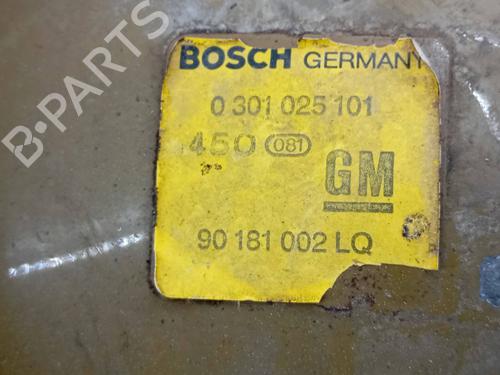 BOSCH GERMANY
0 301 025 101
450 081
GM
90 181 002 LQ
B-PARTS